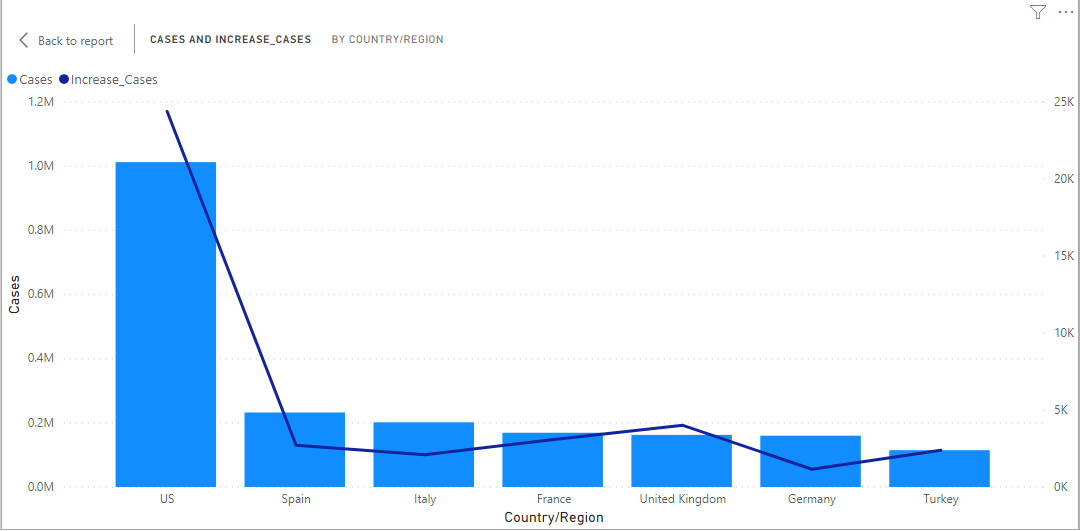 Back to report
CASES AND INCREASE_CASES BY COUNTRY/REGION
Cases Increase_Cases
1.2M 25K
1.0M
20K
0.8M
15K
0.6M
Cases
10K
0.4M
5K
0.2M
0.0M 0K
US Spain Italy France United Kingdom Germany Turkey
Country/Region